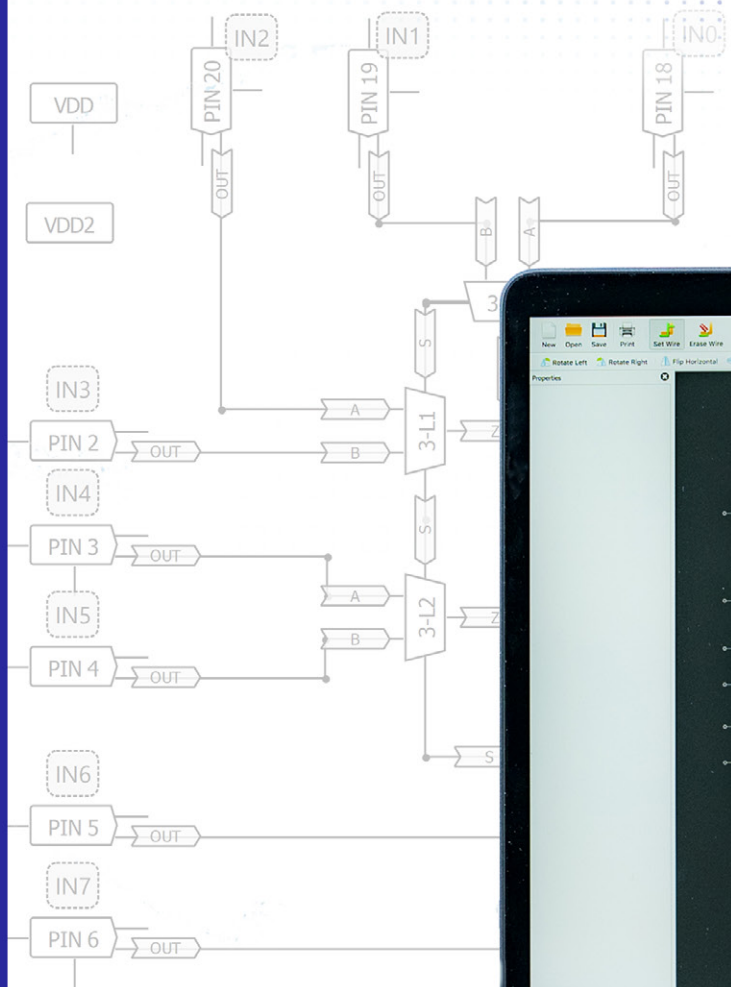 IN2
IN1
IN0
PIN 20
PIN 19
PIN 18
VDD
OUT
OUT
OUT
VDD2
B
A
3
S
New Open Save Print Set Wire Erase Wire
Rotate Left Rotate Right Flip Horizontal
Properties
IN3
A
3-L1
Z
PIN 2
OUT
B
IN4
S
PIN 3
OUT
A
3-L2
Z
IN5
B
PIN 4
OUT
S
IN6
PIN 5
OUT
IN7
PIN 6
OUT